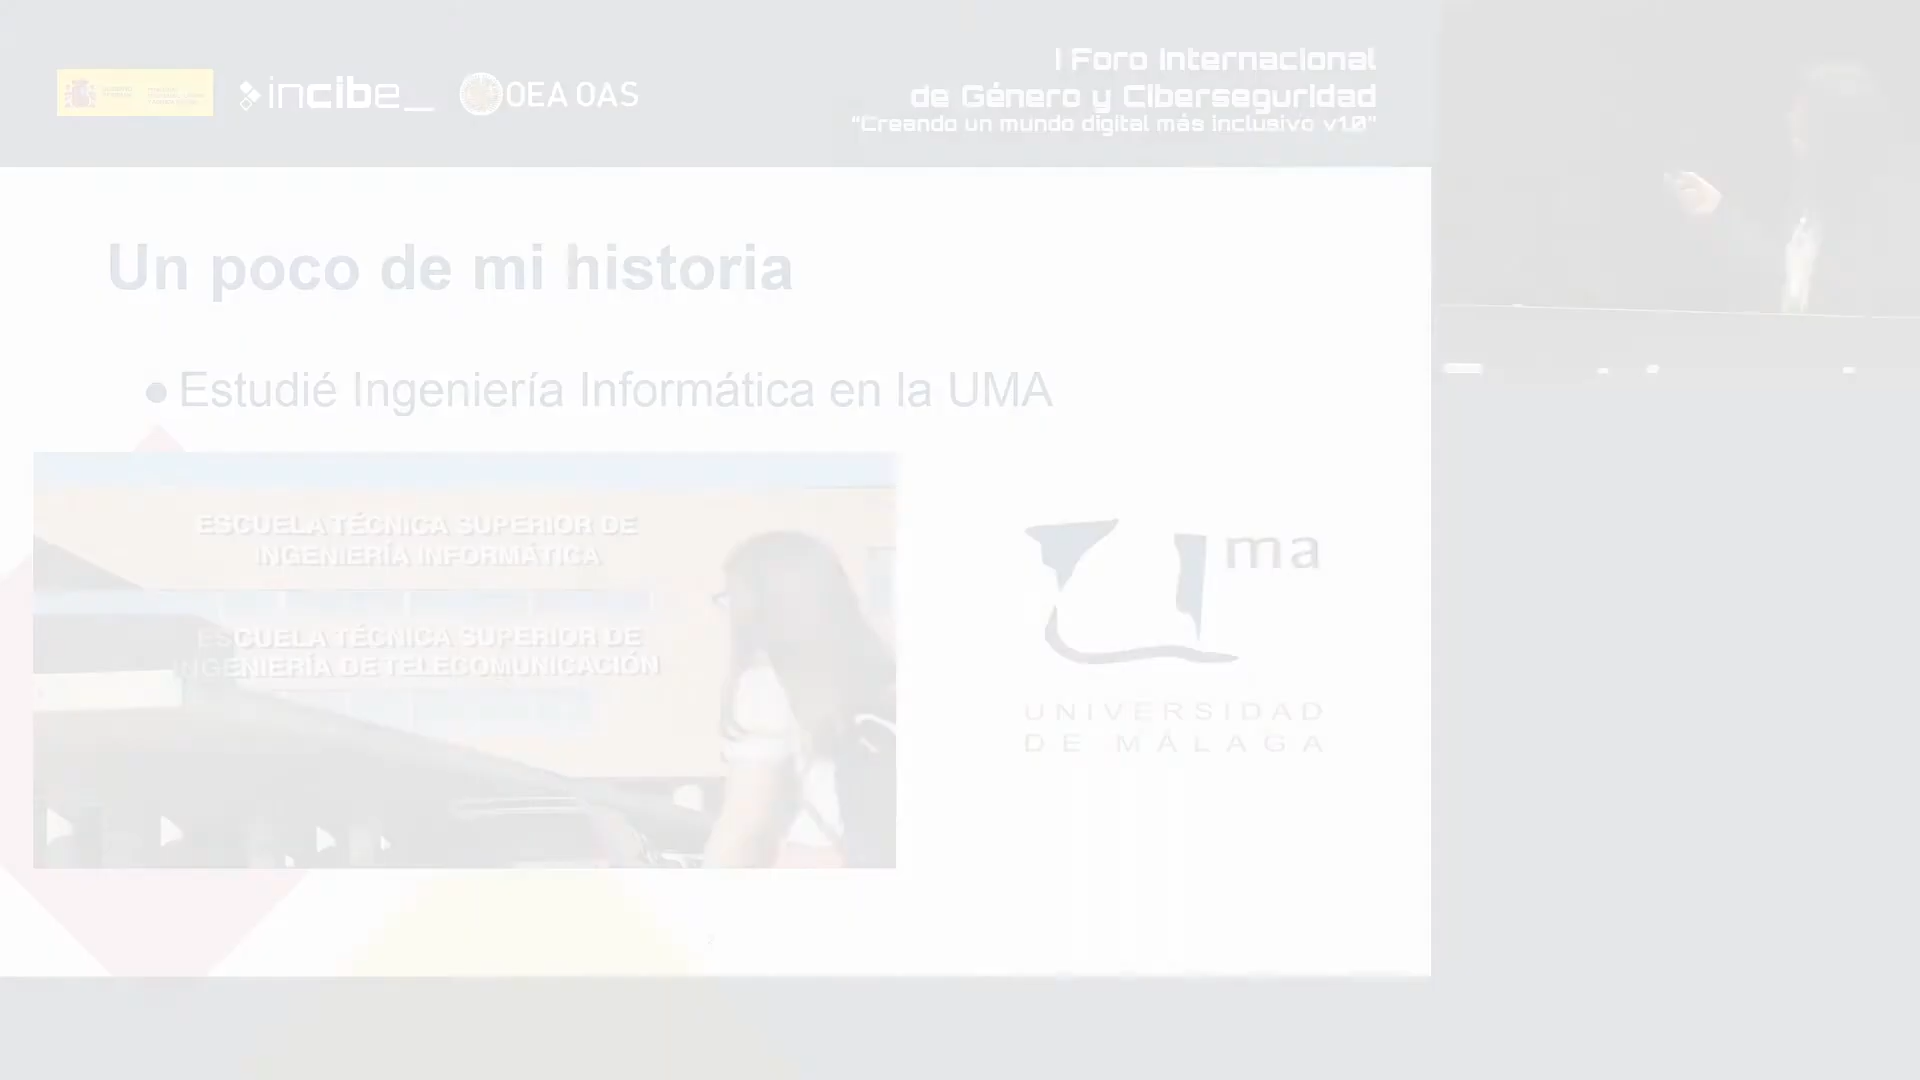 incibe_
OEA OAS
I Foro Internacional
de Género y Ciberseguridad
"Creando un mundo digital más inclusivo v1.0"
Un poco de mi historia
● Estudié Ingeniería Informática en la UMA
ESCUELA TÉCNICA SUPERIOR DE
INGENIERÍA INFORMÁTICA
ESCUELA TÉCNICA SUPERIOR DE
INGENIERÍA DE TELECOMUNICACIÓN
uma
UNIVERSIDAD
DE MÁLAGA
2